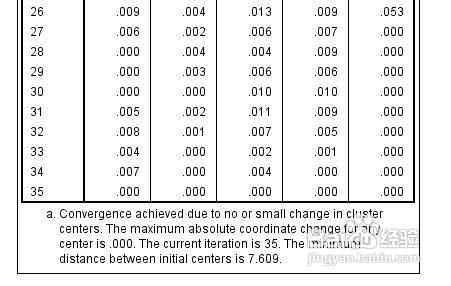 26 .009 .004 .013 .009 .053
27 .006 .002 .006 .007 .000
28 .000 .004 .004 .009 .000
29 .000 .003 .006 .006 .000
30 .000 .000 .010 .010 .000
31 .005 .002 .011 .009 .000
32 .008 .001 .007 .005 .000
33 .004 .000 .002 .001 .000
34 .007 .000 .004 .000 .000
35 .000 .000 .000 .000 .000
a. Convergence achieved due to no or small change in cluster
centers. The maximum absolute coordinate change for any
center is .000. The current iteration is 35. The minimum
distance between initial centers is 7.609.
Bai 经验
jingyan.baidu.com